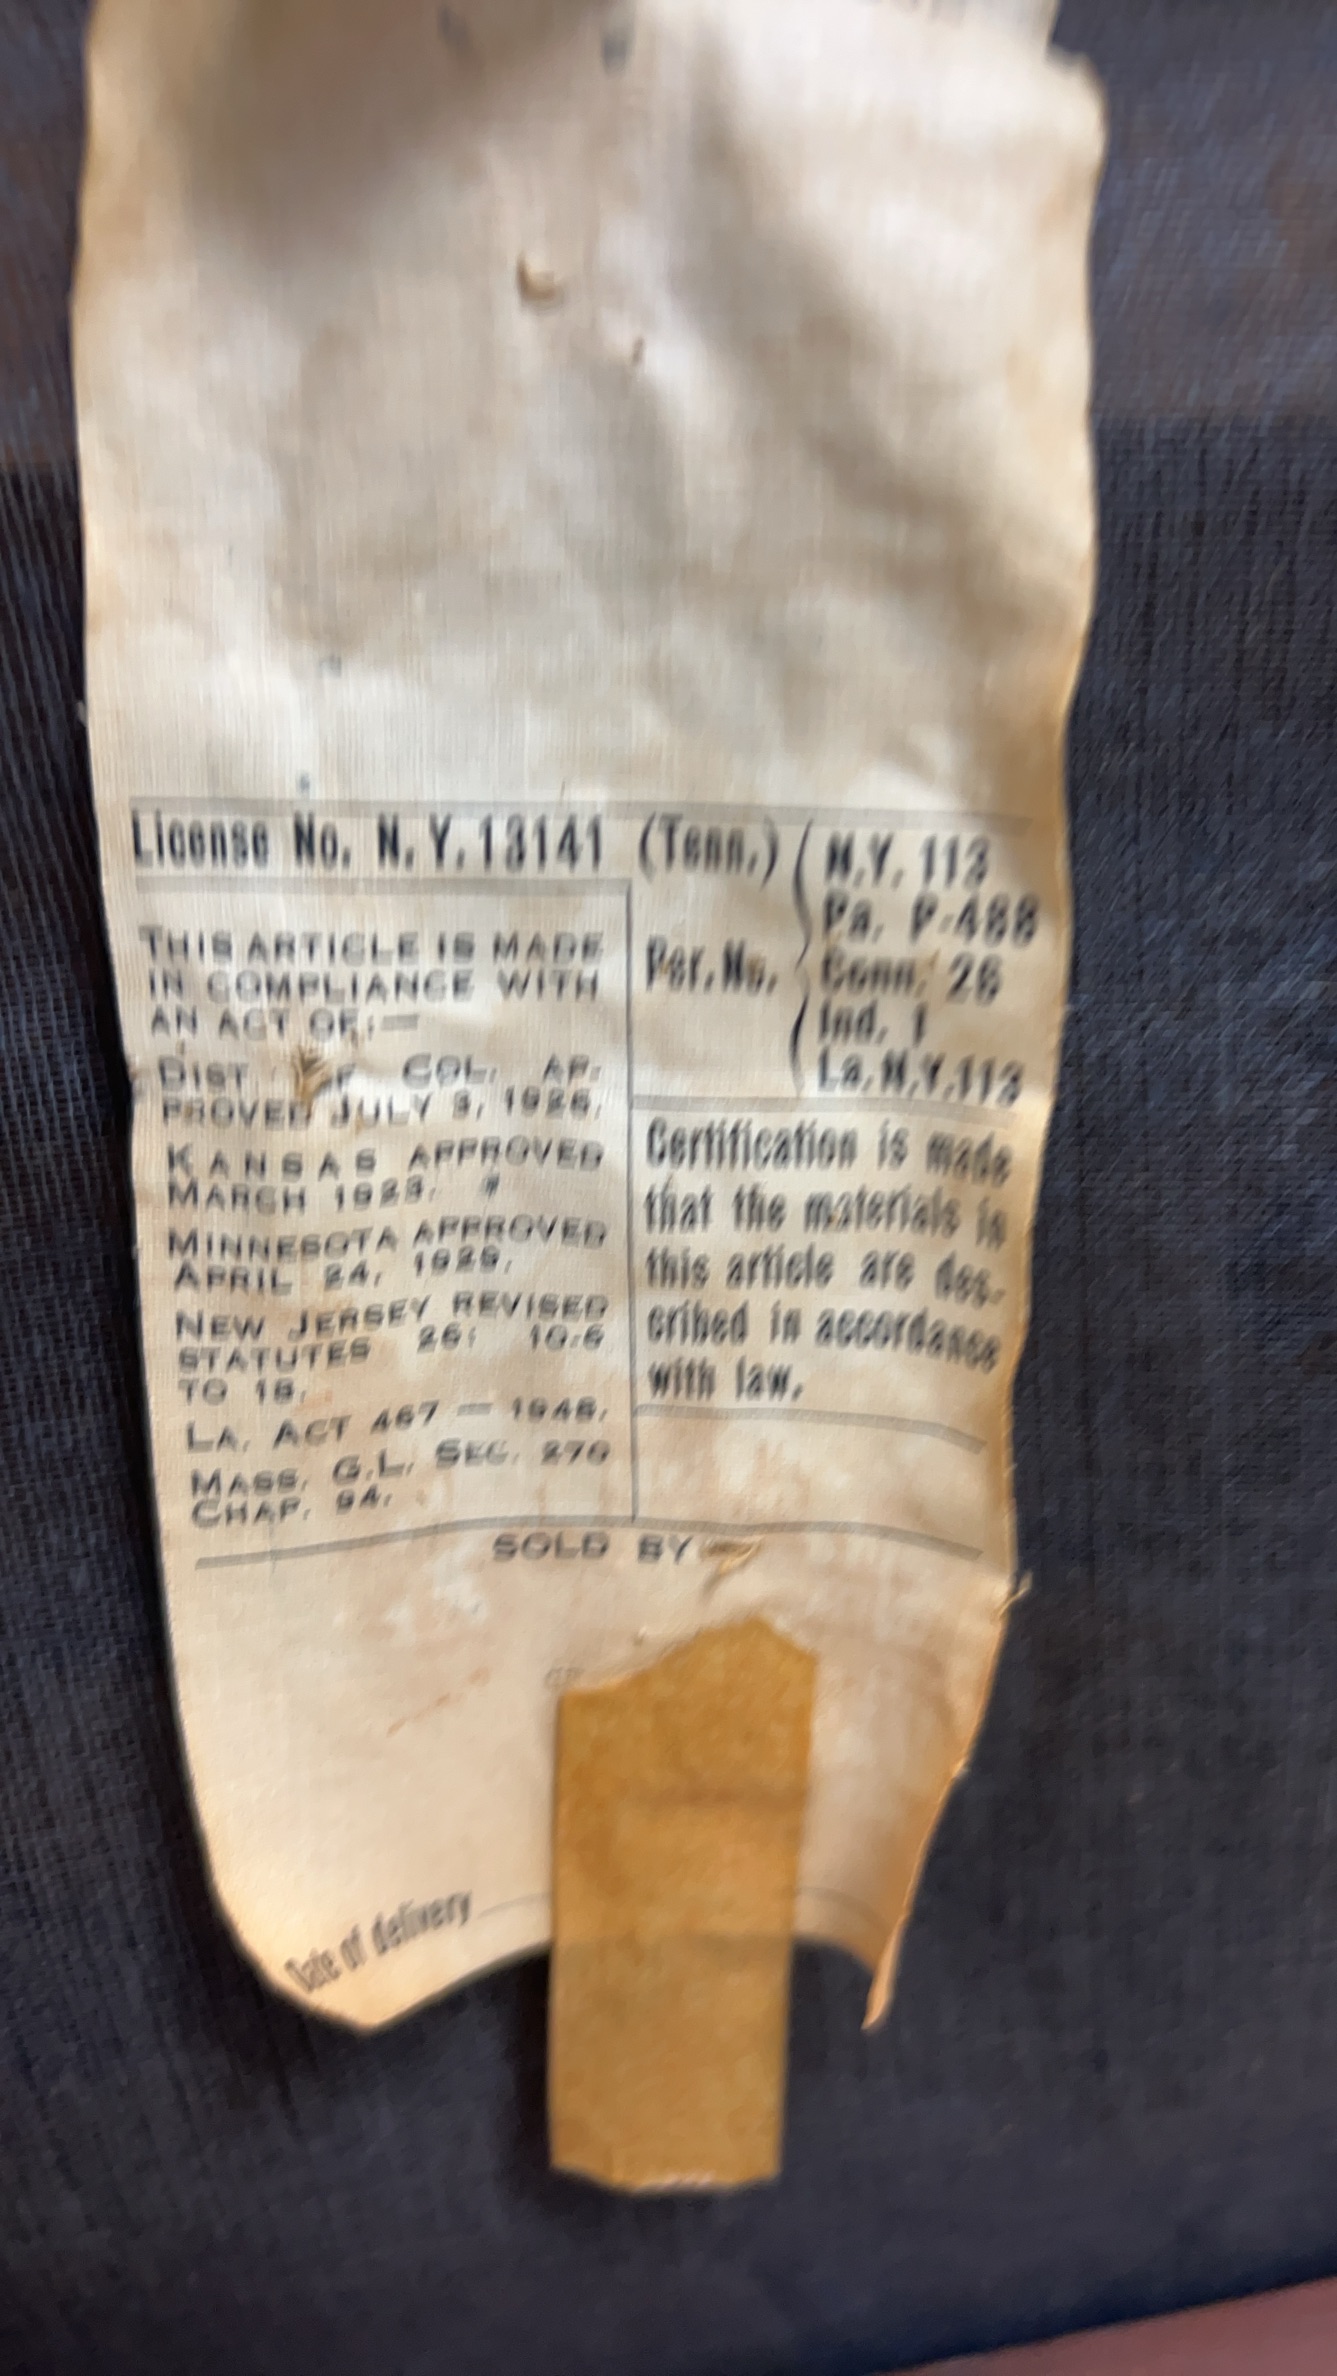 License No. N.Y. 13141 (Tenn.)
THIS ARTICLE IS MADE
IN COMPLIANCE WITH
AN ACT OF:—
DIST. OF COL. AP-
PROVED JULY 3, 1926.
KANSAS APPROVED
MARCH 1923.
MINNESOTA APPROVED
APRIL 24, 1929.
NEW JERSEY REVISED
STATUTES 26: 10-6
TO 18.
LA. ACT 467 — 1948.
MASS. G.L. SEC. 270
CHAP. 94.
Per. No.
N.Y. 113
Pa. P-488
Conn. 26
Ind. 1
La. N.Y. 113
Certification is made
that the materials in
this article are des-
cribed in accordance
with law.
SOLD BY
Date of delivery